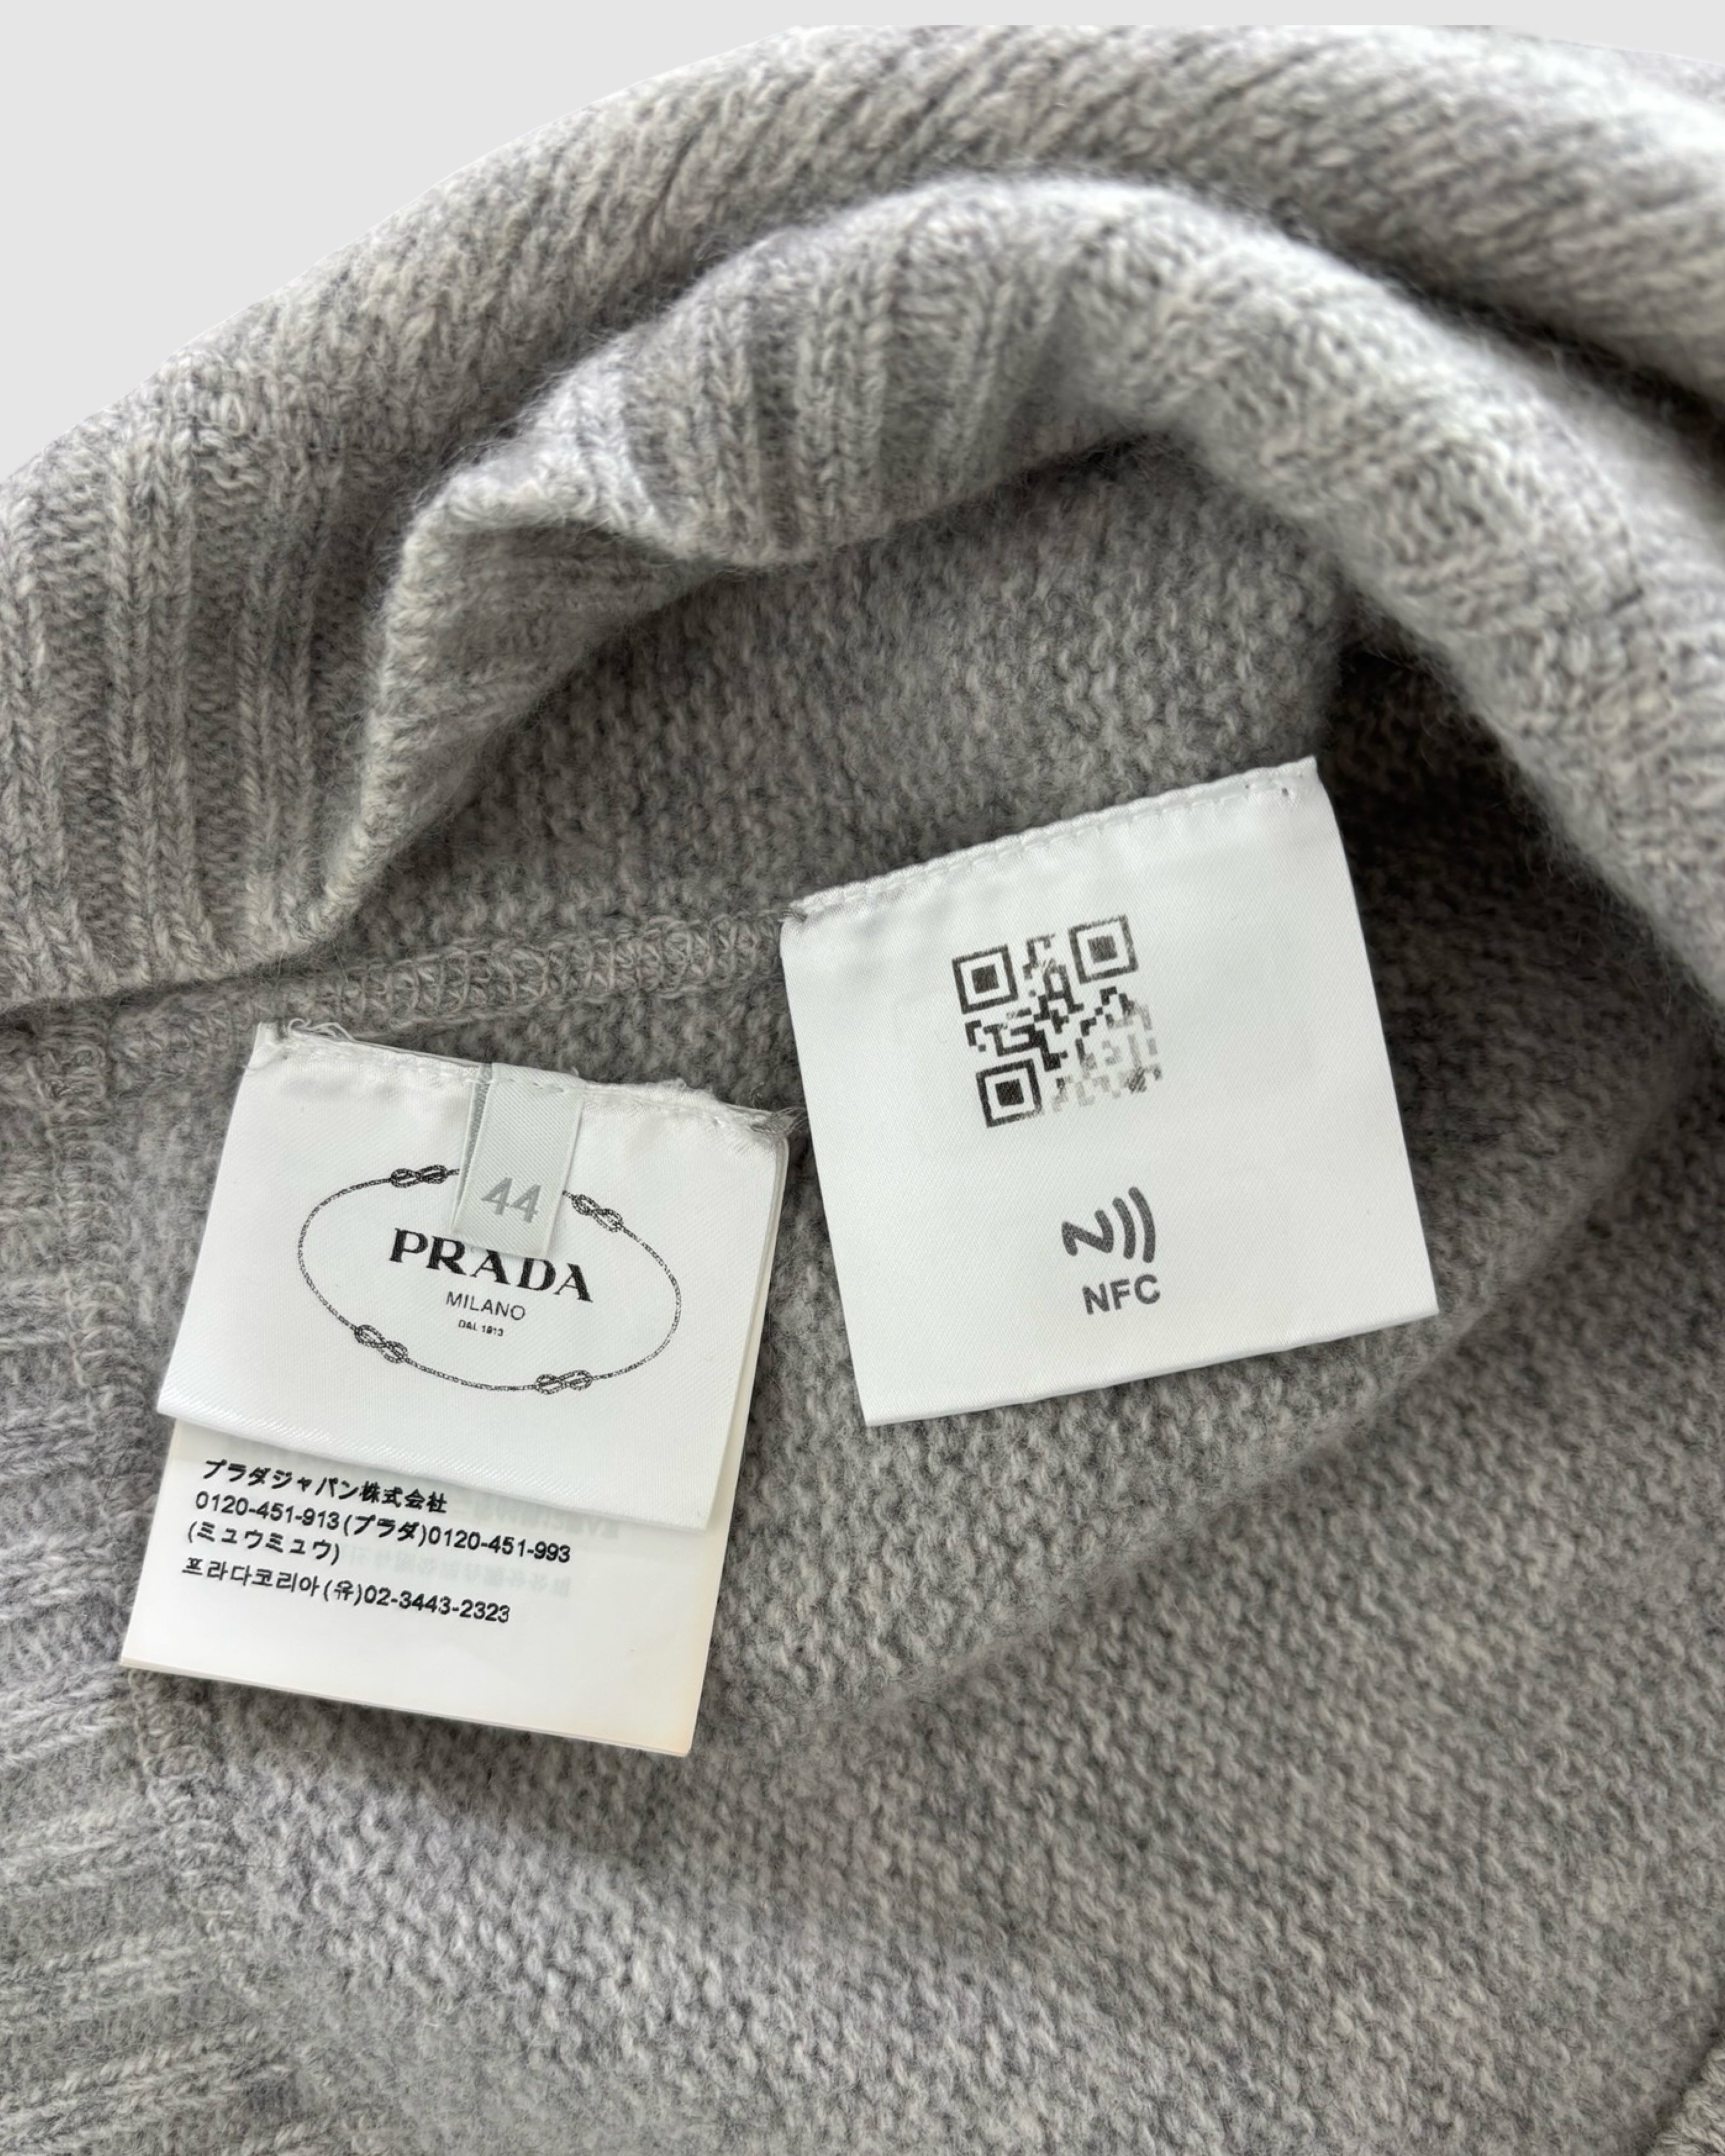 44
PRADA
MILANO
DAL 1913
プラダジャパン株式会社
0120-451-913(プラダ)0120-451-993
(ミュウミュウ)
프라다코리아(유)02-3443-2323
NFC